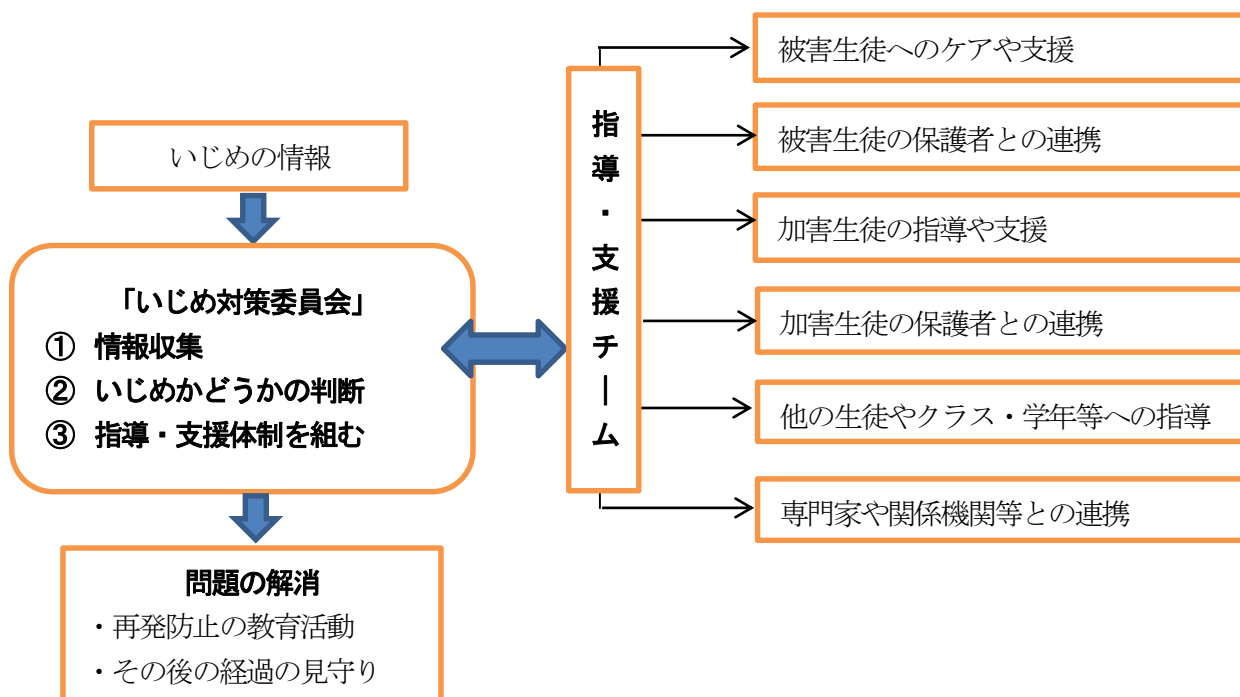 いじめの情報
「いじめ対策委員会」
① 情報収集
② いじめかどうかの判断
③ 指導・支援体制を組む
問題の解消
・再発防止の教育活動
・その後の経過の見守り
指導・支援チーム
被害生徒へのケアや支援
被害生徒の保護者との連携
加害生徒の指導や支援
加害生徒の保護者との連携
他の生徒やクラス・学年等への指導
専門家や関係機関等との連携